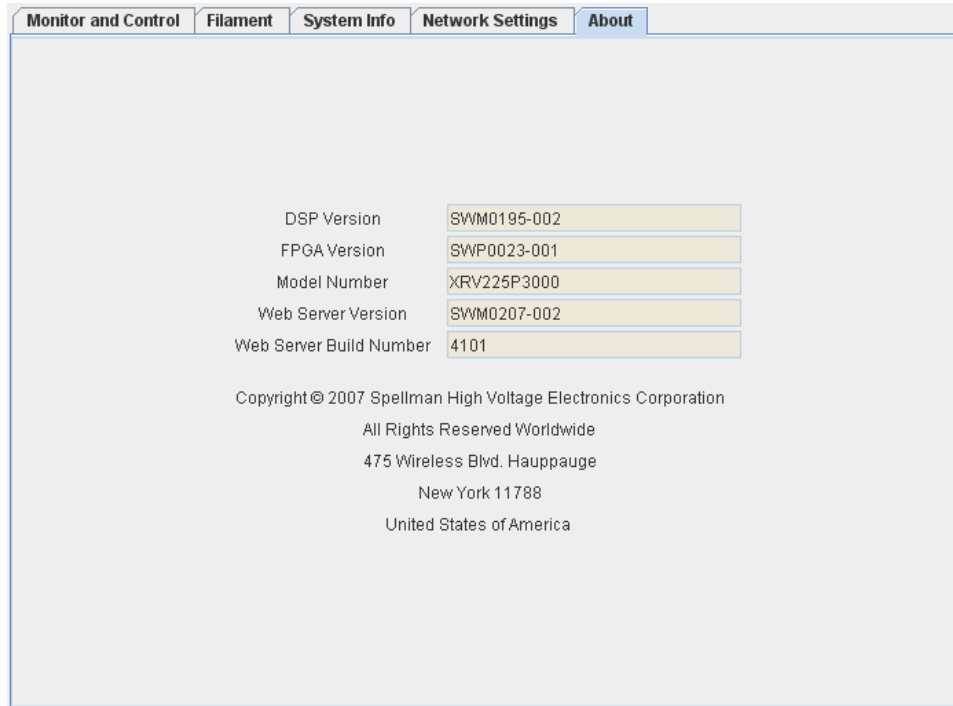 Monitor and Control Filament System Info Network Settings About
DSP Version SWM0195-002
FPGA Version SWP0023-001
Model Number XRV225P3000
Web Server Version SWM0207-002
Web Server Build Number 4101
Copyright © 2007 Spellman High Voltage Electronics Corporation
All Rights Reserved Worldwide
475 Wireless Blvd. Hauppauge
New York 11788
United States of America